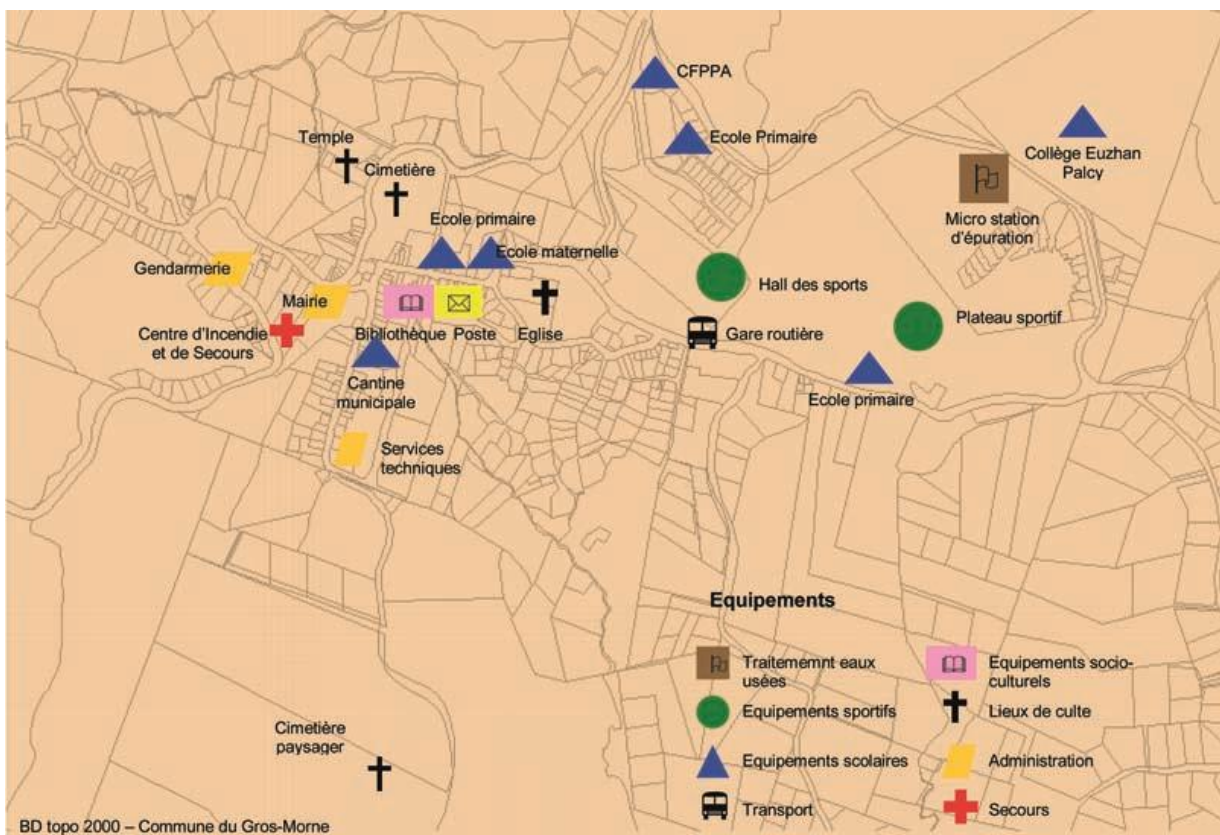 CFPPA
Ecole Primaire
Collège Euzhan
Palcy
Temple
Cimetière
Micro station
d'épuration
Ecole primaire
Ecole maternelle
Gendarmerie
Hall des sports
Mairie
Plateau sportif
Centre d'Incendie
et de Secours
Bibliothèque
Poste
Eglise
Gare routière
Cantine
municipale
Ecole primaire
Services
techniques
Cimetière
paysager
Equipements
Traitememnt eaux
usées
Equipements socio-
culturels
Equipements sportifs
Lieux de culte
Equipements scolaires
Administration
Transport
Secours
BD topo 2000 – Commune du Gros-Morne